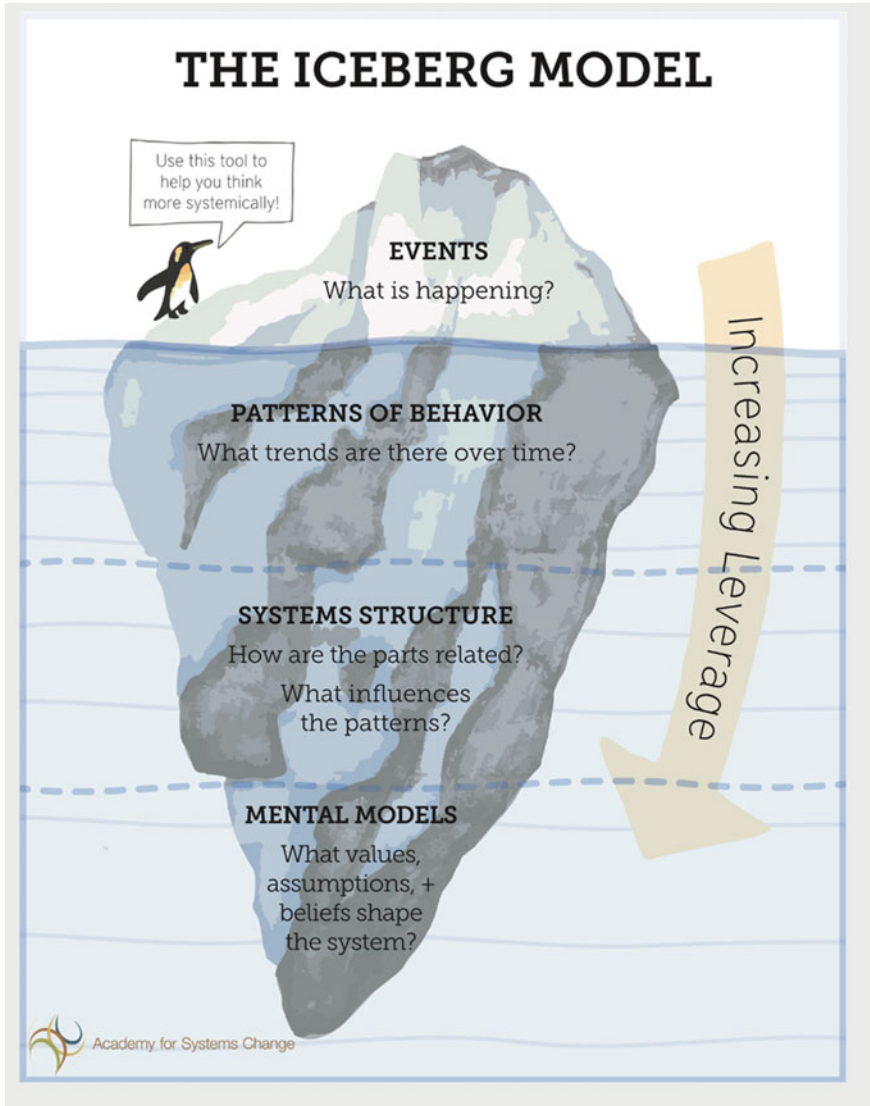 THE ICEBERG MODEL
Use this tool to
help you think
more systemically!
EVENTS
What is happening?
PATTERNS OF BEHAVIOR
What trends are there over time?
SYSTEMS STRUCTURE
How are the parts related?
What influences
the patterns?
MENTAL MODELS
What values,
assumptions, +
beliefs shape
the system?
Increasing Leverage
Academy for Systems Change